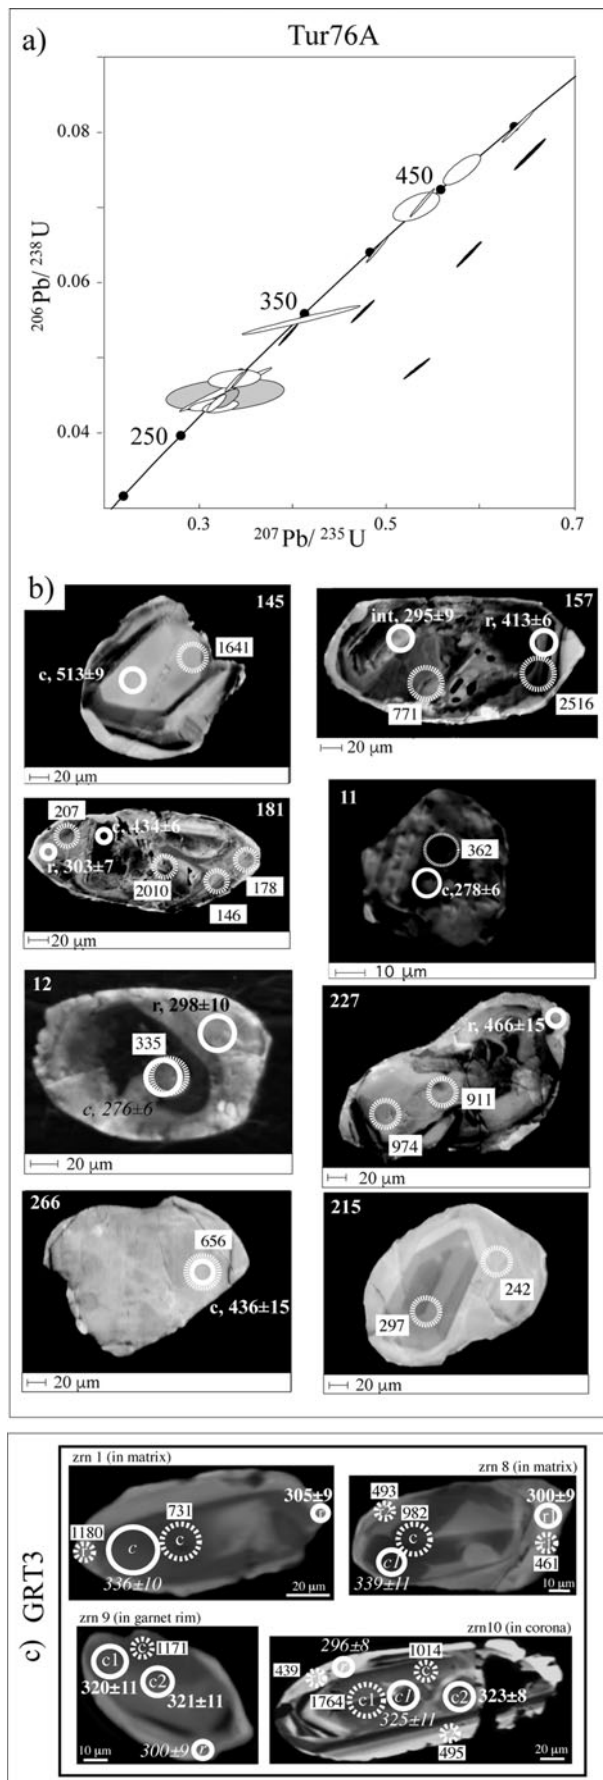 a)
Tur76A
0.08
450
206Pb/ 238U
0.06
350
250
0.04
0.3
0.5
0.7
207Pb/ 235U
b)
145
1641
c, 513±9
20 µm
157
int, 295±9
r, 413±6
771
2516
20 µm
181
207
c, 434±6
r, 303±7
2010
146
178
20 µm
11
362
c,278±6
10 µm
12
r, 298±10
335
c, 276±6
20 µm
227
r, 466±15
911
974
20 µm
266
656
c, 436±15
20 µm
215
242
297
20 µm
c) GRT3
zrn 1 (in matrix)
305±9
731
1180
c
c
r
336±10
20 µm
zrn 8 (in matrix)
493
982
300±9
c
r1
c1
461
339±11
10 µm
zrn 9 (in garnet rim)
c
1171
c1
c2
320±11
321±11
300±9
r
10 µm
zrn10 (in corona)
296±8
1014
439
r
c
1764
c1
c1
c2
323±8
325±11
495
20 µm